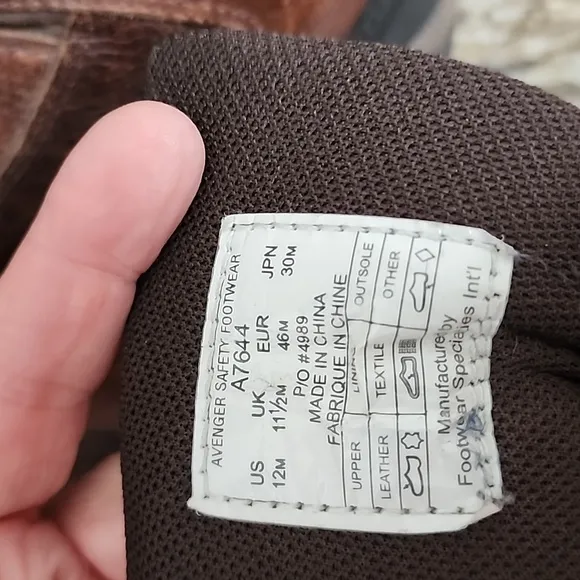 AVENGER SAFETY FOOTWEAR
A7644
US UK EUR JPN
12M 11½M 46M 30M
P/O #4989
MADE IN CHINA
FABRIQUE IN CHINE
UPPER LINING OUTSOLE
LEATHER TEXTILE OTHER
Manufactured by
Footwear Specialties Int'l